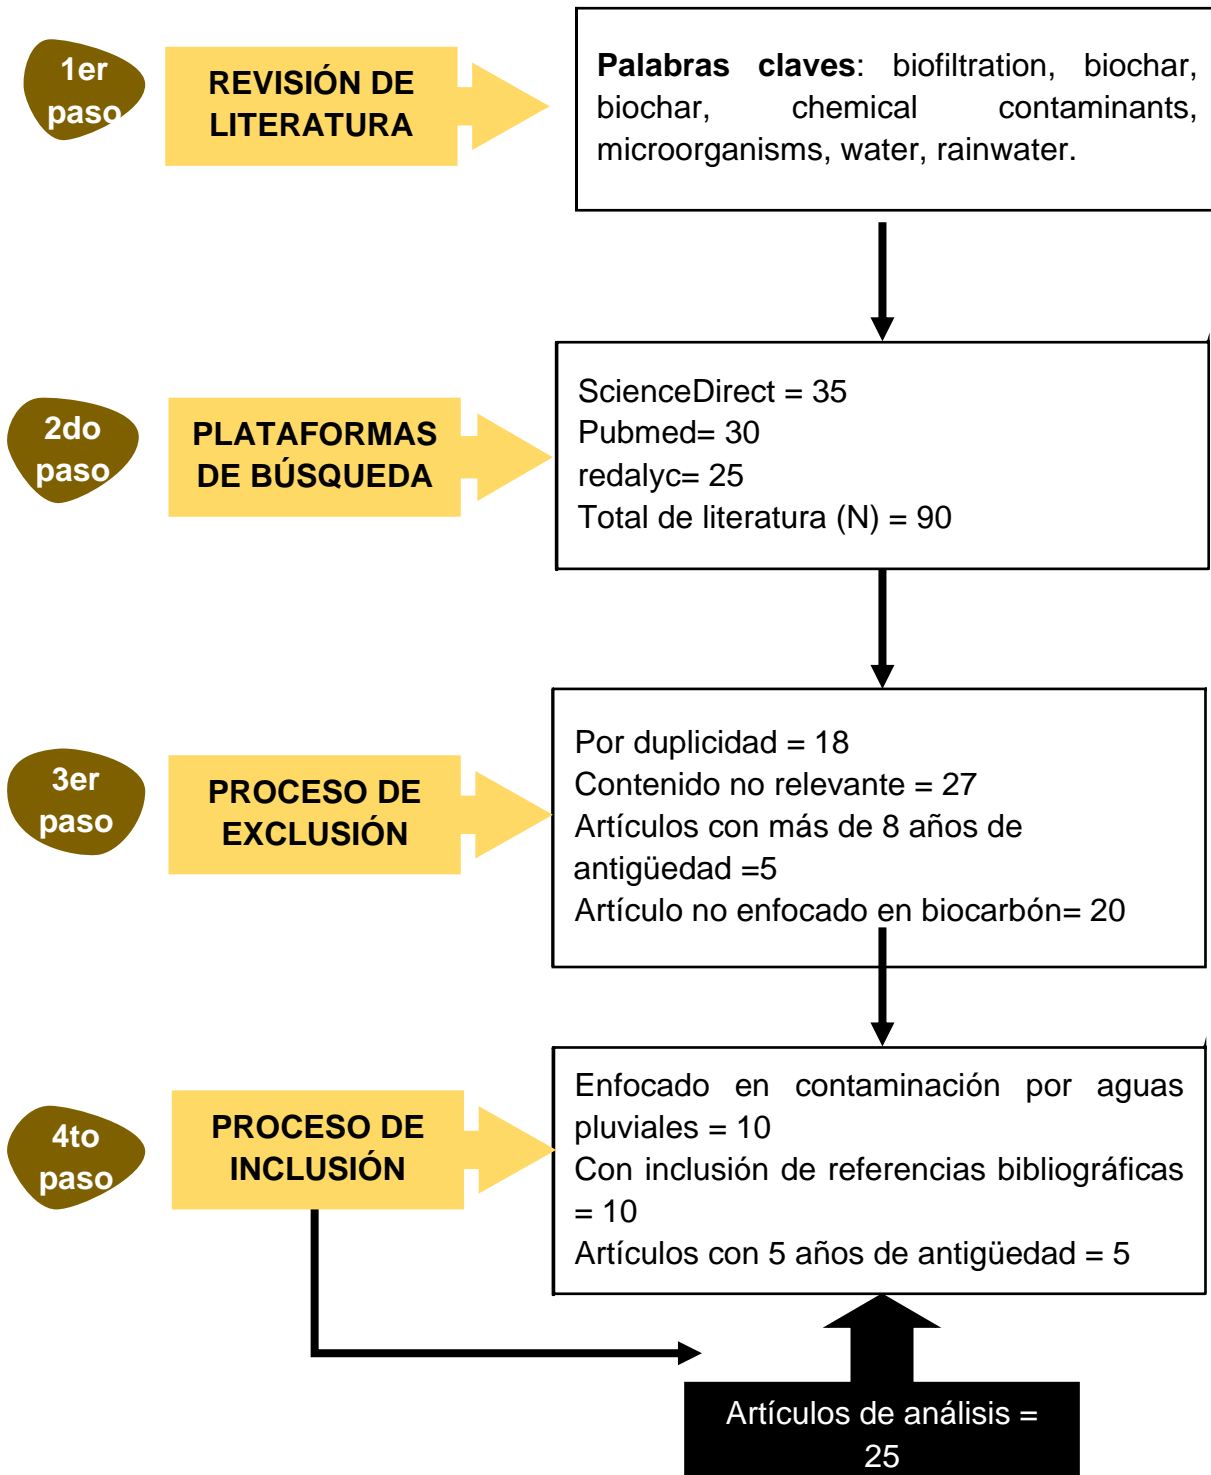 1er
paso
REVISIÓN DE
LITERATURA
Palabras claves: biofiltration, biochar,
biochar, chemical contaminants,
microorganisms, water, rainwater.
2do
paso
PLATAFORMAS
DE BÚSQUEDA
ScienceDirect = 35
Pubmed= 30
redalyc= 25
Total de literatura (N) = 90
3er
paso
PROCESO DE
EXCLUSIÓN
Por duplicidad = 18
Contenido no relevante = 27
Artículos con más de 8 años de
antigüedad =5
Artículo no enfocado en biocarbón= 20
4to
paso
PROCESO DE
INCLUSIÓN
Enfocado en contaminación por aguas
pluviales = 10
Con inclusión de referencias bibliográficas
= 10
Artículos con 5 años de antigüedad = 5
Artículos de análisis =
25